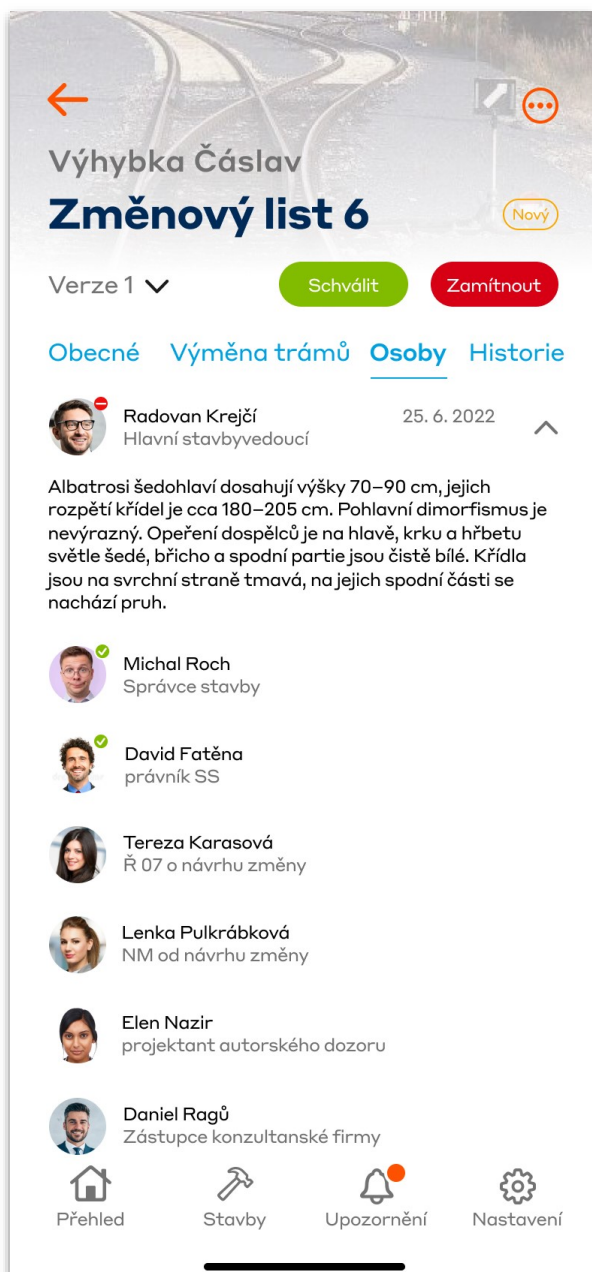 Výhybka Čáslav
Změnový list 6
Nový
Verze 1
Schválit
Zamítnout
Obecné
Výměna trámů
Osoby
Historie
Radovan Krejčí
25. 6. 2022
Hlavní stavbyvedoucí
Albatrosi šedohlaví dosahují výšky 70–90 cm, jejich
rozpětí křídel je cca 180–205 cm. Pohlavní dimorfismus je
nevýrazný. Opeření dospělců je na hlavě, krku a hřbetu
světle šedé, břicho a spodní partie jsou čistě bílé. Křídla
jsou na svrchní straně tmavá, na jejich spodní části se
nachází pruh.
Michal Roch
Správce stavby
David Fatěna
právník SS
Tereza Karasová
Ř 07 o návrhu změny
Lenka Pulkrábková
NM od návrhu změny
Elen Nazir
projektant autorského dozoru
Daniel Ragů
Zástupce konzultanské firmy
Přehled
Stavby
Upozornění
Nastavení